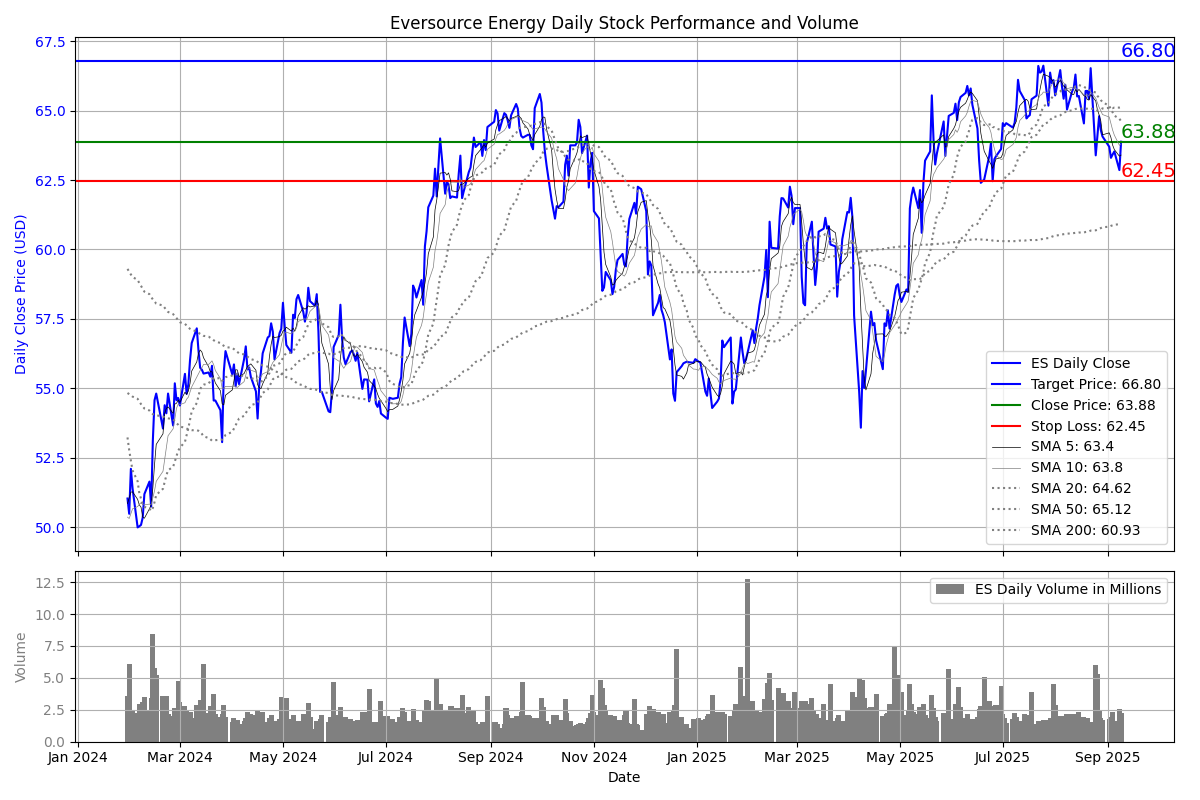 Eversource Energy Daily Stock Performance and Volume
Daily Close Price (USD)
67.5
65.0
62.5
60.0
57.5
55.0
52.5
50.0
66.80
63.88
62.45
ES Daily Close
Target Price: 66.80
Close Price: 63.88
Stop Loss: 62.45
SMA 5: 63.4
SMA 10: 63.8
SMA 20: 64.62
SMA 50: 65.12
SMA 200: 60.93
Volume
12.5
10.0
7.5
5.0
2.5
0.0
ES Daily Volume in Millions
Jan 2024 Mar 2024 May 2024 Jul 2024 Sep 2024 Nov 2024 Jan 2025 Mar 2025 May 2025 Jul 2025 Sep 2025
Date